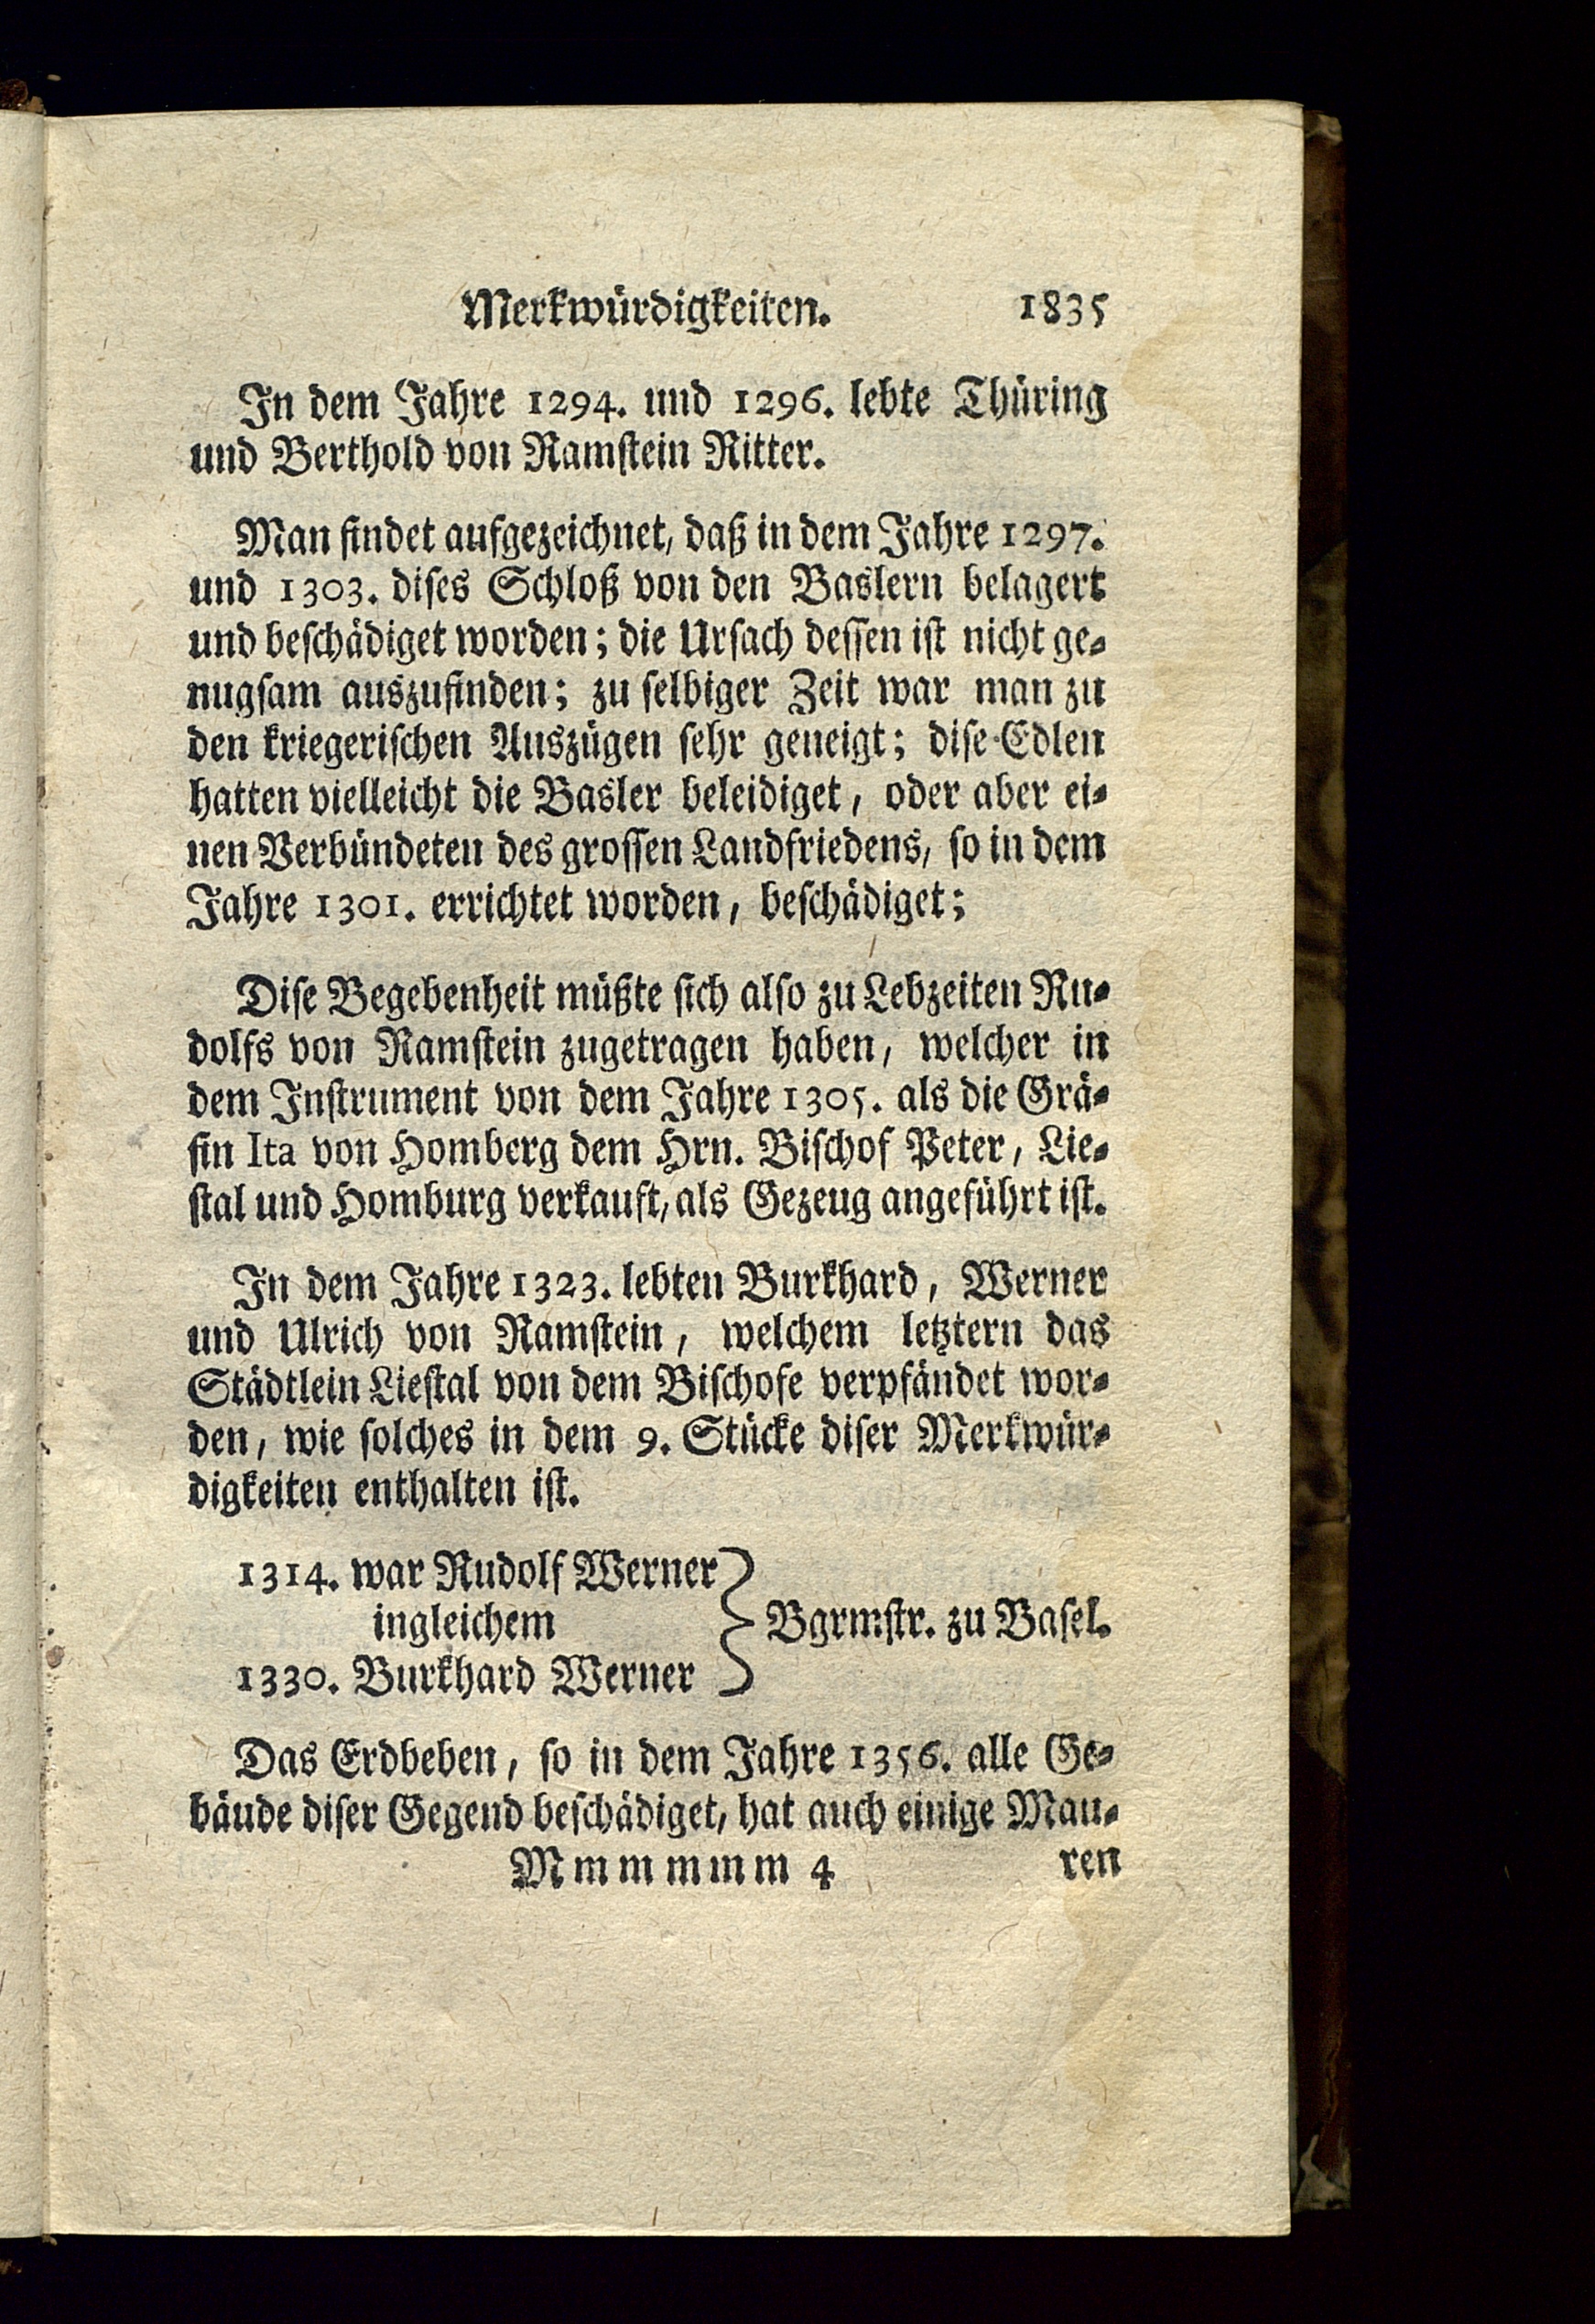 Merkwürdigkeiten. 1835
In dem Jahre 1294. und 1296. lebte Thüring
und Berthold von Ramstein Ritter.
Man findet aufgezeichnet, daß in dem Jahre 1297.
und 1303. dises Schloß von den Baslern belagert
und beschädiget worden; die Ursach dessen ist nicht ge-
nugsam auszufinden; zu selbiger Zeit war man zu
den kriegerischen Auszügen sehr geneigt; dise Edlen
hatten vielleicht die Basler beleidiget, oder aber ei-
nen Verbündeten des grossen Landfriedens, so in dem
Jahre 1301. errichtet worden, beschädiget;
Dise Begebenheit müßte sich also zu Lebzeiten Ru-
dolfs von Ramstein zugetragen haben, welcher in
dem Instrument von dem Jahre 1305. als die Grä-
fin Ita von Homberg dem Hrn. Bischof Peter, Lie-
stal und Homburg verkauft, als Gezeug angeführt ist.
In dem Jahre 1323. lebten Burkhard, Werner
und Ulrich von Ramstein, welchem letztern das
Städtlein Liestal von dem Bischofe verpfändet wor-
den, wie solches in dem 9. Stücke diser Merkwür-
digkeiten enthalten ist.
1314. war Rudolf Werner
ingleichem } Bgrmstr. zu Basel.
1330. Burkhard Werner
Das Erdbeben, so in dem Jahre 1356. alle Ge-
bäude diser Gegend beschädiget, hat auch einige Mau-
Mmmmmm 4 ren